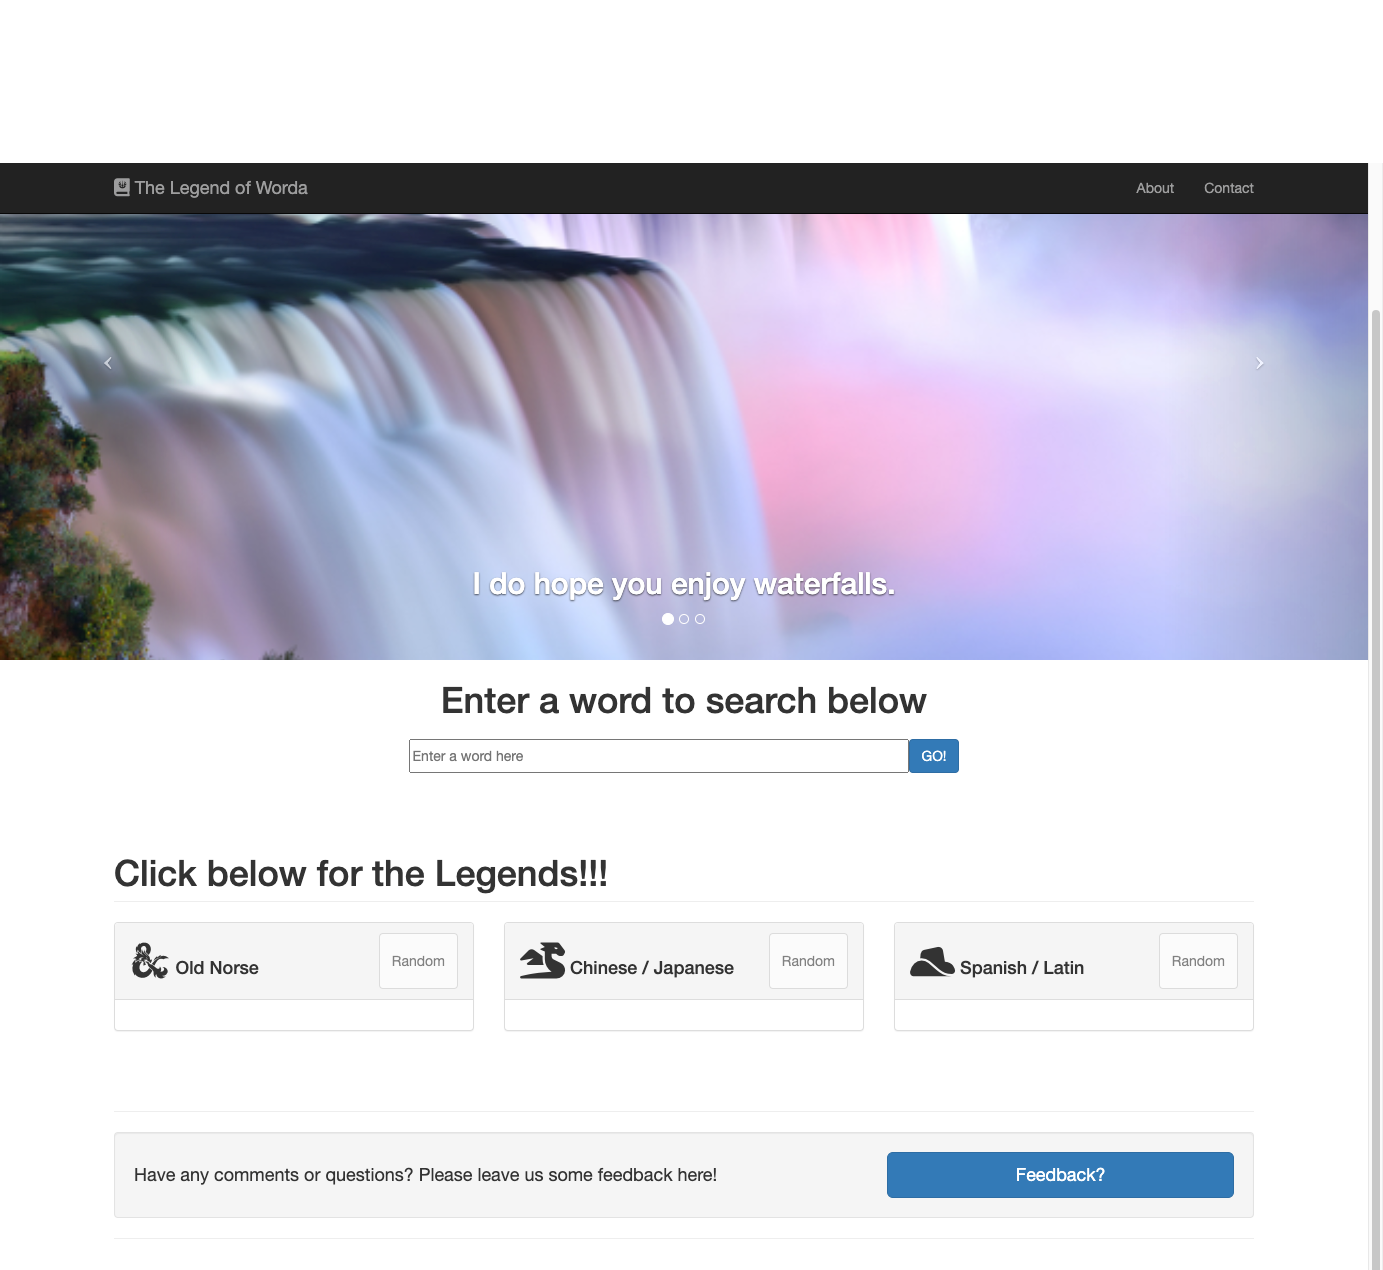 The Legend of Worda
About
Contact
I do hope you enjoy waterfalls.
Enter a word to search below
Enter a word here
GO!
Click below for the Legends!!!
Old Norse
Random
Chinese / Japanese
Random
Spanish / Latin
Random
Have any comments or questions? Please leave us some feedback here!
Feedback?